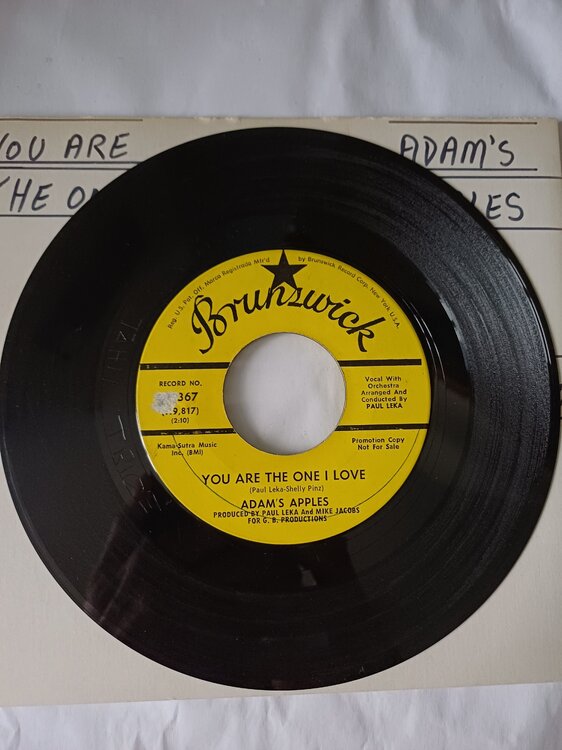 YOU ARE
THE
ADAM'S
Reg. U.S. Pat. Off. Marca Registrada Mfr'd by Brunswick Record Corp. New York U.S.A.
Brunswick
RECORD NO.
367
9,817)
(2:10)
Kama-Sutra Music
Inc. (BMI)
Vocal With
Orchestra
Arranged And
Conducted By
PAUL LEKA
Promotion Copy
Not For Sale
YOU ARE THE ONE I LOVE
(Paul Leka-Shelly Pinz)
ADAM'S APPLES
PRODUCED BY PAUL LEKA And MIKE JACOBS
FOR G. B. PRODUCTIONS